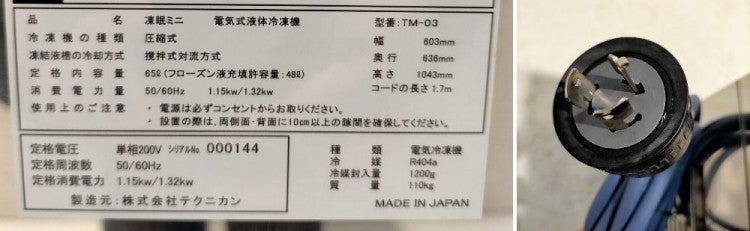 品名 凍眠ミニ 電気式液体冷凍機 型番:TM-03
冷凍機の種類 圧縮式 幅 603mm
凍結液槽の冷却方式 撹拌式対流方式 奥行 636mm
定格内容量 65ℓ(フローズン液充填許容量:48ℓ) 高さ 1043mm
消費電力量 50/60Hz 1.15kw/1.32kw コードの長さ 1.7m
使用上のご注意 ・電源は必ずコンセントからお取りください。
・設置の際は、両側面・背面に10cm以上の隙間を確保してください。
定格電圧 単相200V シリアルNo. 000144
定格周波数 50/60Hz
定格消費電力 1.15kw/1.32kw
種類 電気冷凍機
冷媒 R404a
冷媒封入量 1200g
質量 110kg
製造元:株式会社テクニカン MADE IN JAPAN